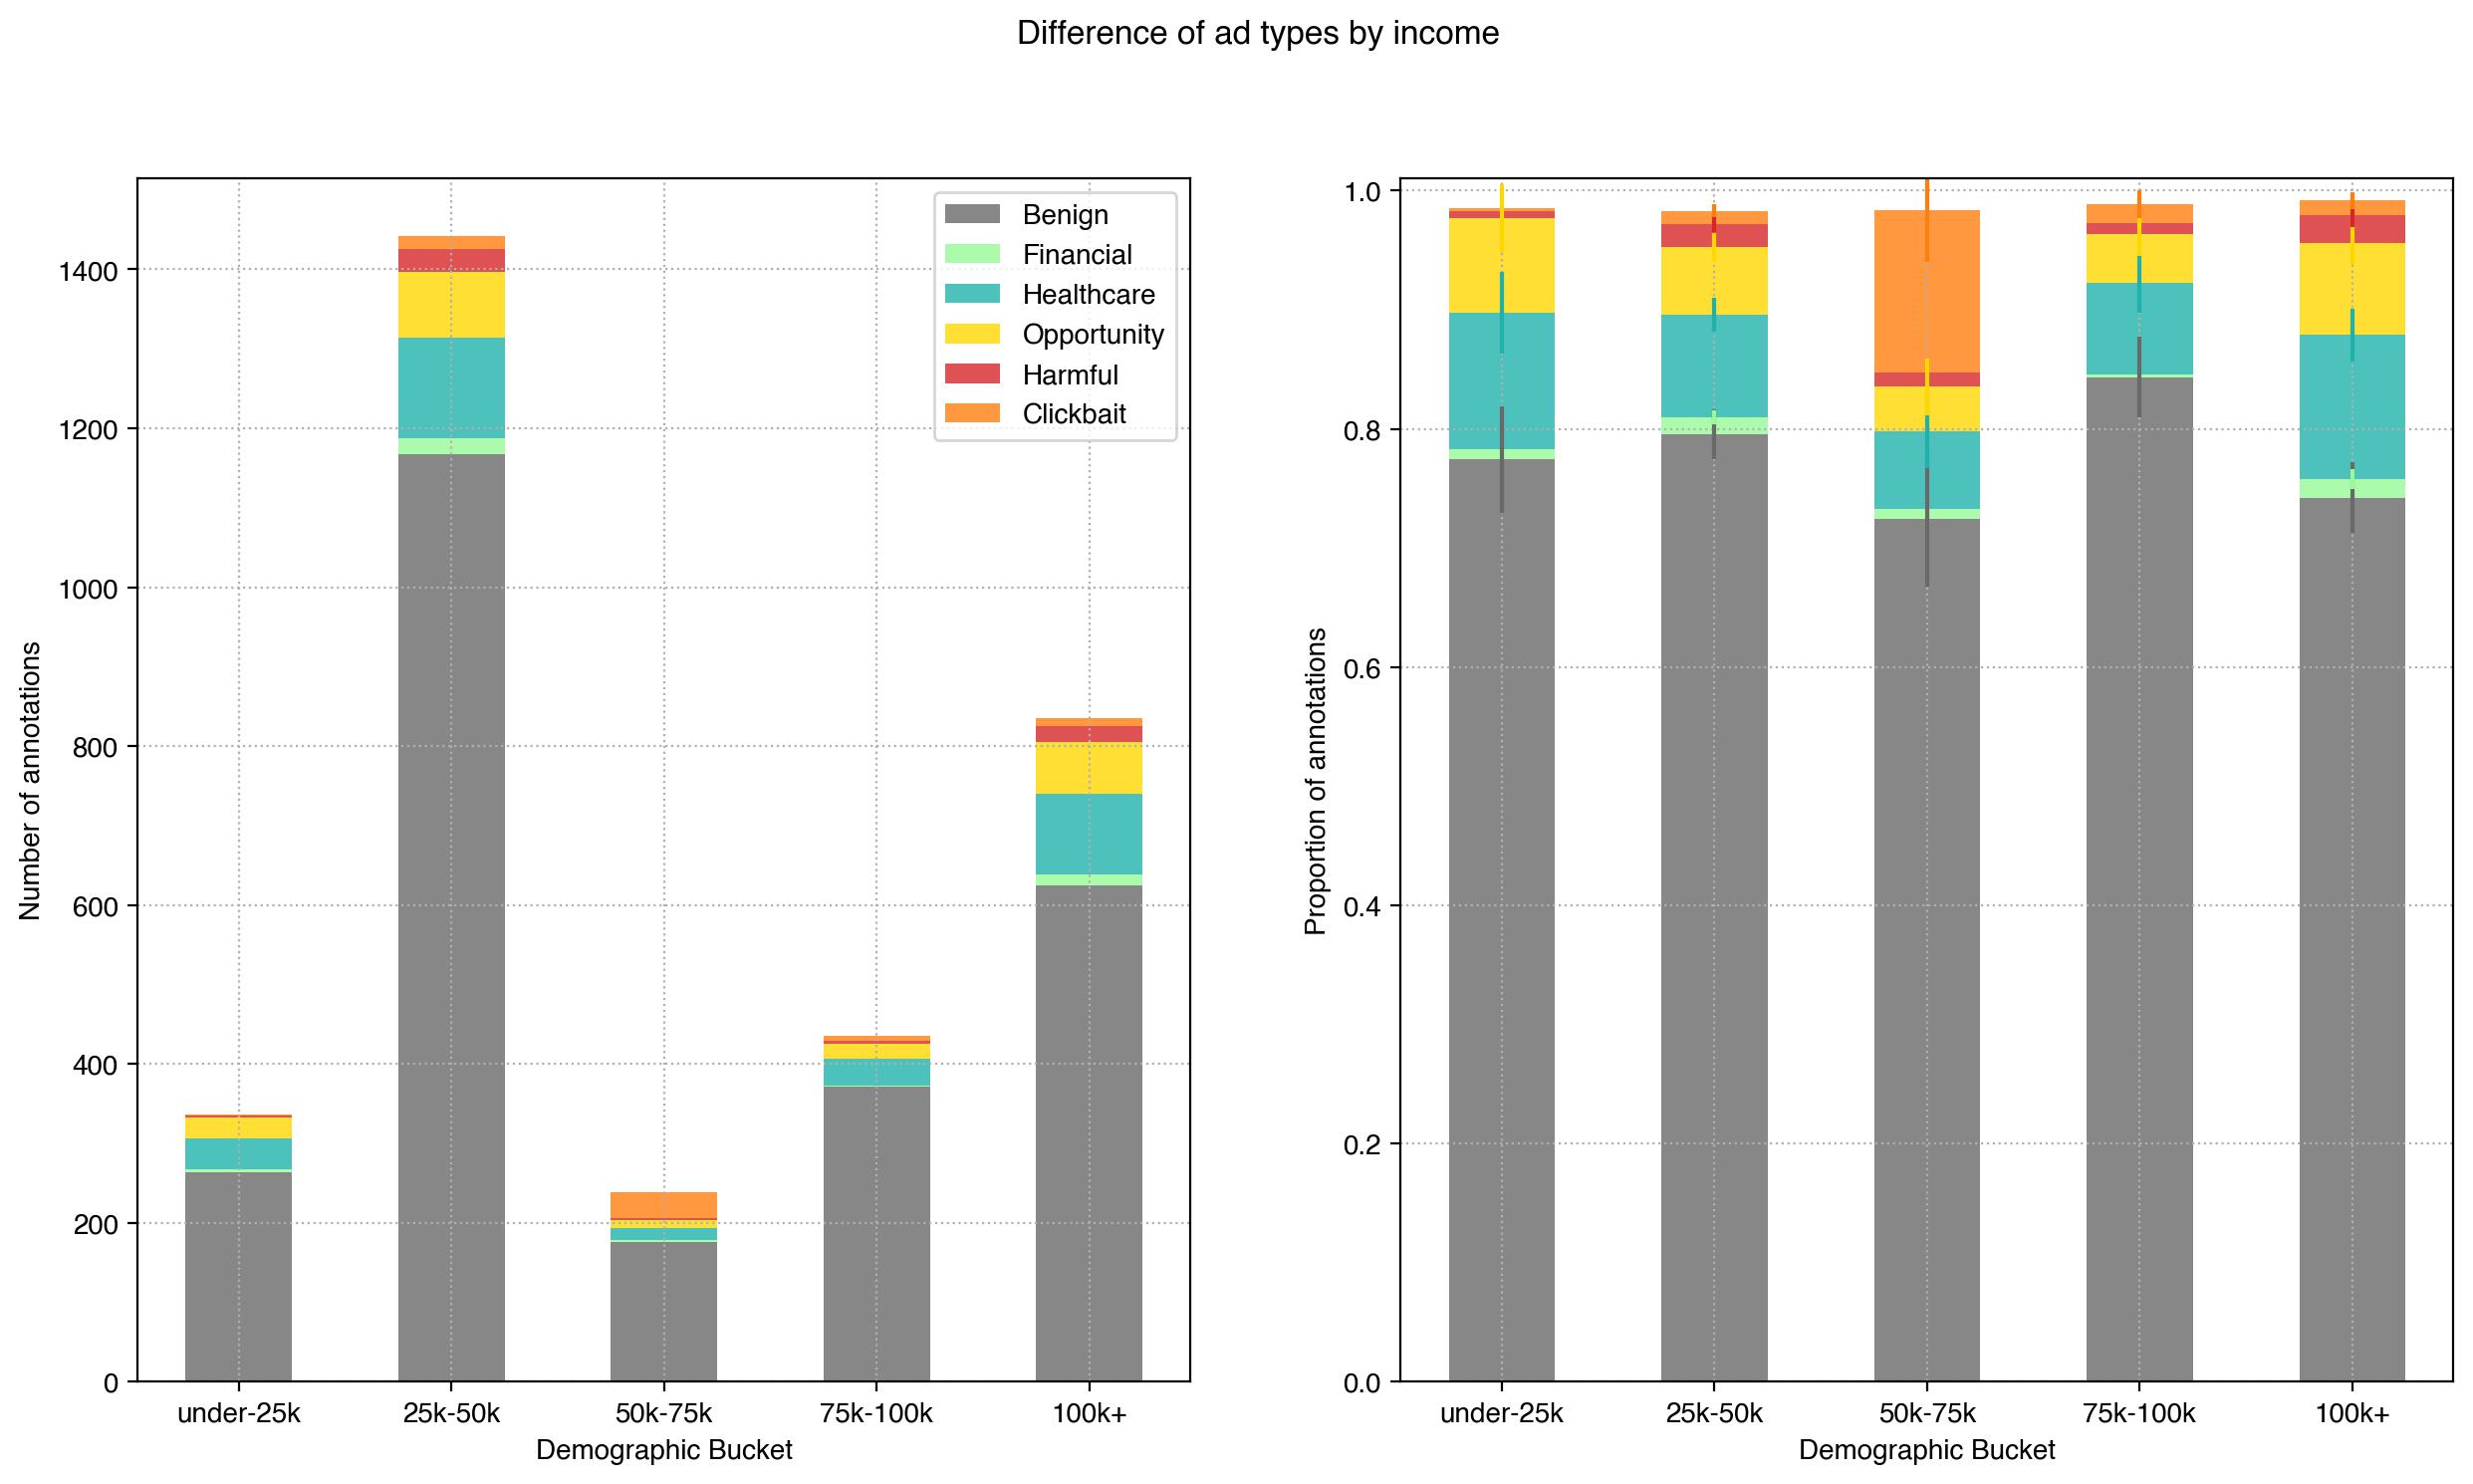 Difference of ad types by income
Number of annotations
1400
1200
1000
800
600
400
200
0
under-25k 25k-50k 50k-75k 75k-100k 100k+
Demographic Bucket
Benign
Financial
Healthcare
Opportunity
Harmful
Clickbait
Proportion of annotations
1.0
0.8
0.6
0.4
0.2
0.0
under-25k 25k-50k 50k-75k 75k-100k 100k+
Demographic Bucket